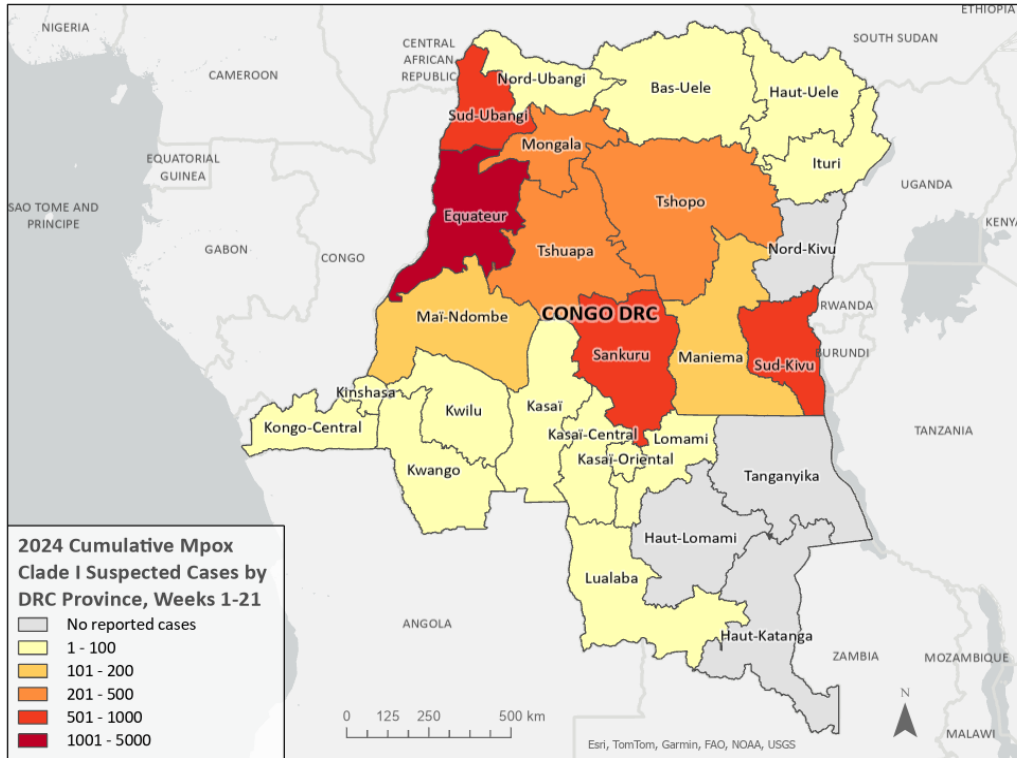 ETHIOPIA
NIGERIA
SOUTH SUDAN
CENTRAL
AFRICAN
REPUBLIC
CAMEROON
Nord-Ubangi
Bas-Uele
Haut-Uele
Sud-Ubangi
Mongala
Ituri
EQUATORIAL
GUINEA
UGANDA
SAO TOME AND
PRINCIPE
Equateur
Tshopo
KENYA
GABON
CONGO
Tshuapa
Nord-Kivu
RWANDA
CONGO DRC
Maï-Ndombe
Sankuru
Maniema
BURUNDI
Sud-Kivu
Kinshasa
Kwilu
Kasaï
Kongo-Central
Kasaï-Central
Lomami
TANZANIA
Kwango
Kasaï-Oriental
Tanganyika
Haut-Lomami
Lualaba
ANGOLA
Haut-Katanga
ZAMBIA
MOZAMBIQUE
MALAWI
2024 Cumulative Mpox
Clade I Suspected Cases by
DRC Province, Weeks 1-21
No reported cases
1 - 100
101 - 200
201 - 500
501 - 1000
1001 - 5000
0 125 250 500 km
N
Esri, TomTom, Garmin, FAO, NOAA, USGS